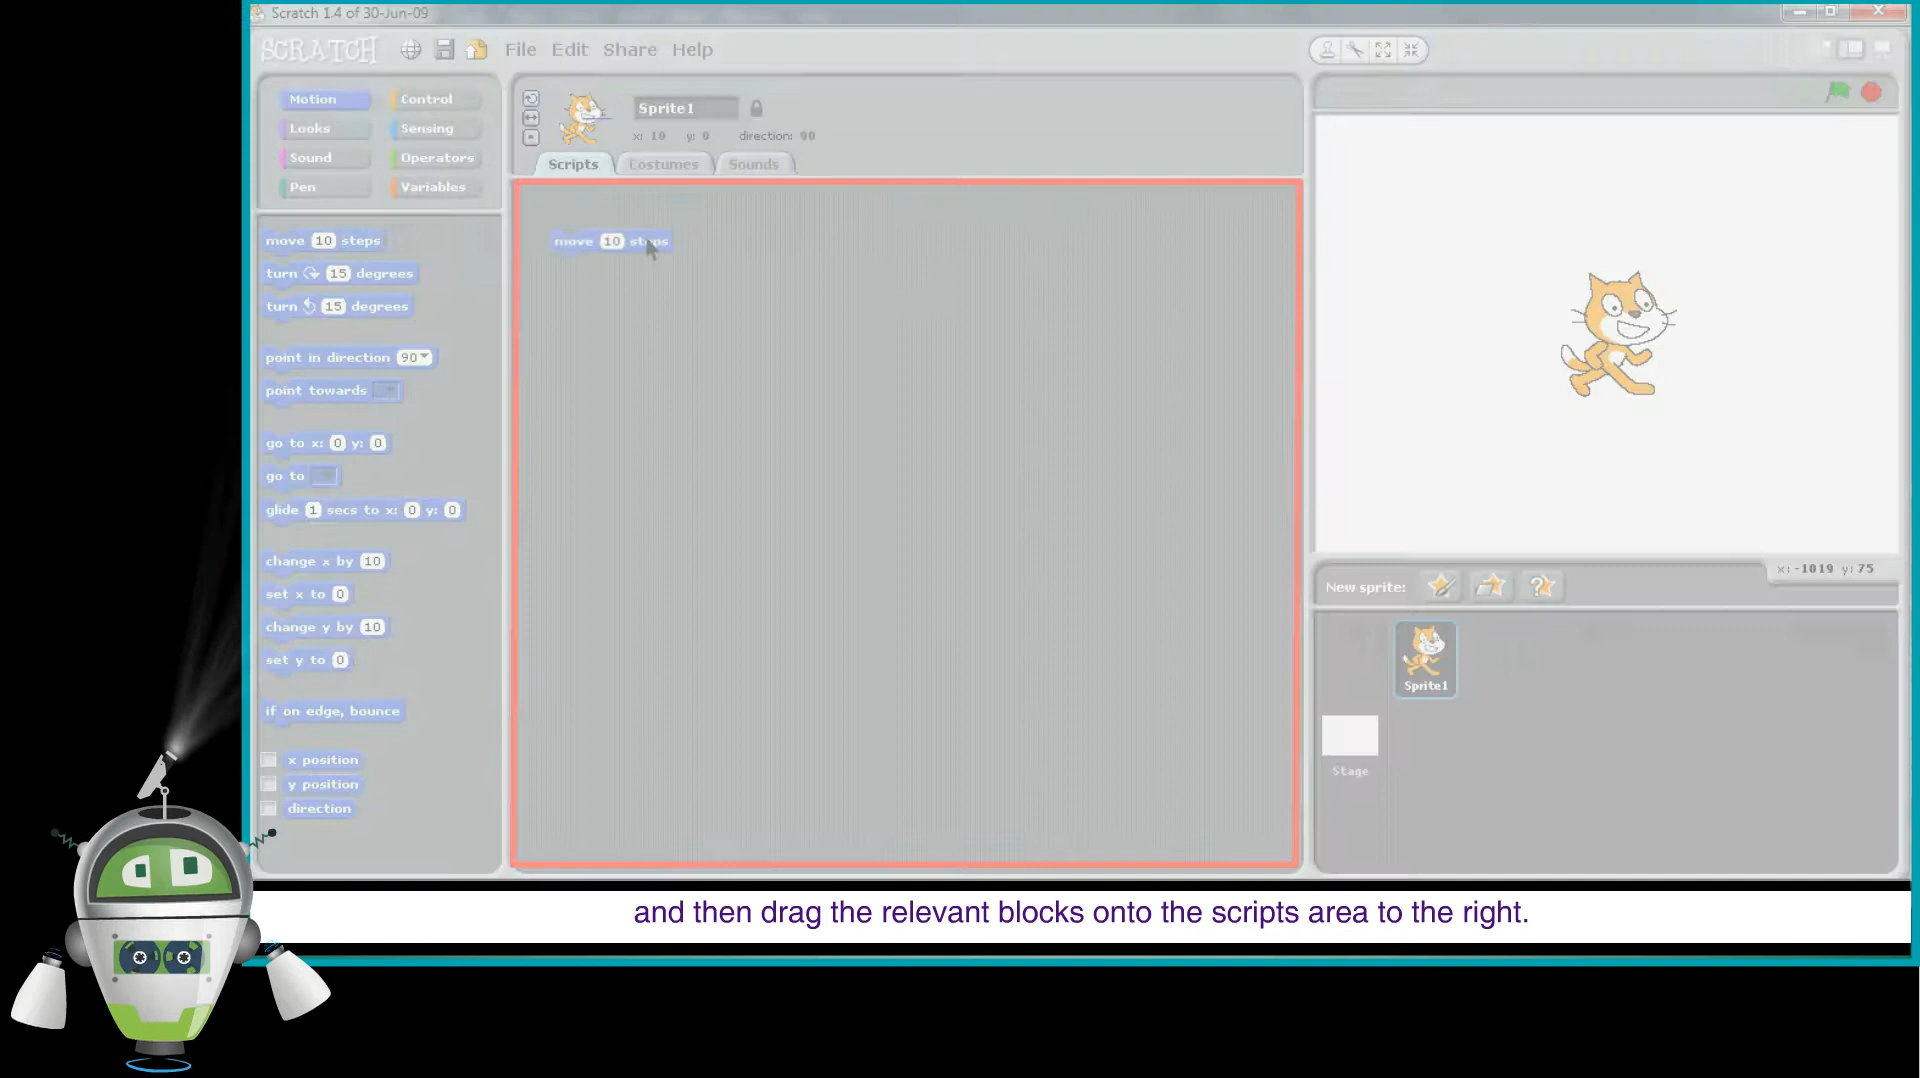 Scratch 1.4 of 30-Jun-09
SCRATCH File Edit Share Help
Motion Control
Looks Sensing
Sound Operators
Pen Variables
Sprite1
x: 10 y: 0 direction: 90
Scripts Costumes Sounds
move 10 steps
turn 15 degrees
turn 15 degrees
point in direction 90
point towards
go to x: 0 y: 0
go to
glide 1 secs to x: 0 y: 0
change x by 10
set x to 0
change y by 10
set y to 0
if on edge, bounce
x position
y position
direction
move 10 steps
x: -1019 y: 75
New sprite:
Sprite1
Stage
and then drag the relevant blocks onto the scripts area to the right.